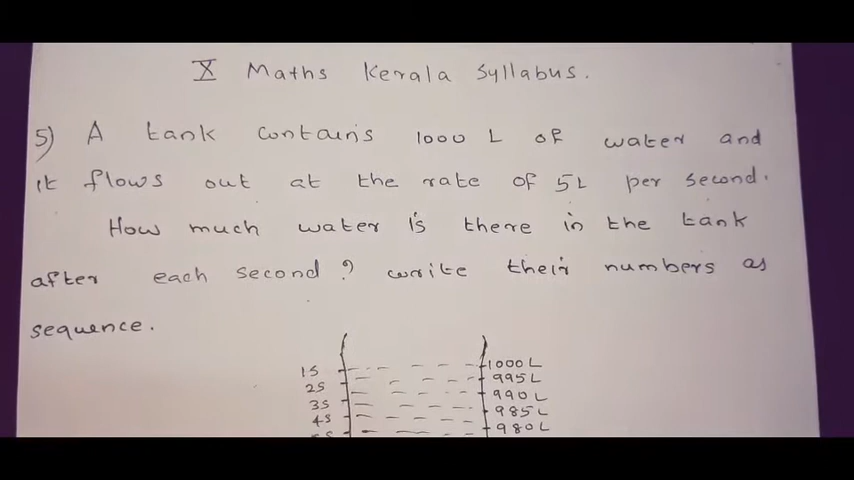 X Maths Kerala Syllabus.
5) A tank contains 1000 L of water and
it flows out at the rate of 5L per second.
How much water is there in the tank
after each second? write their numbers as
sequence.
1S 1000 L
2S 995L
3S 990L
4S 985L
980L